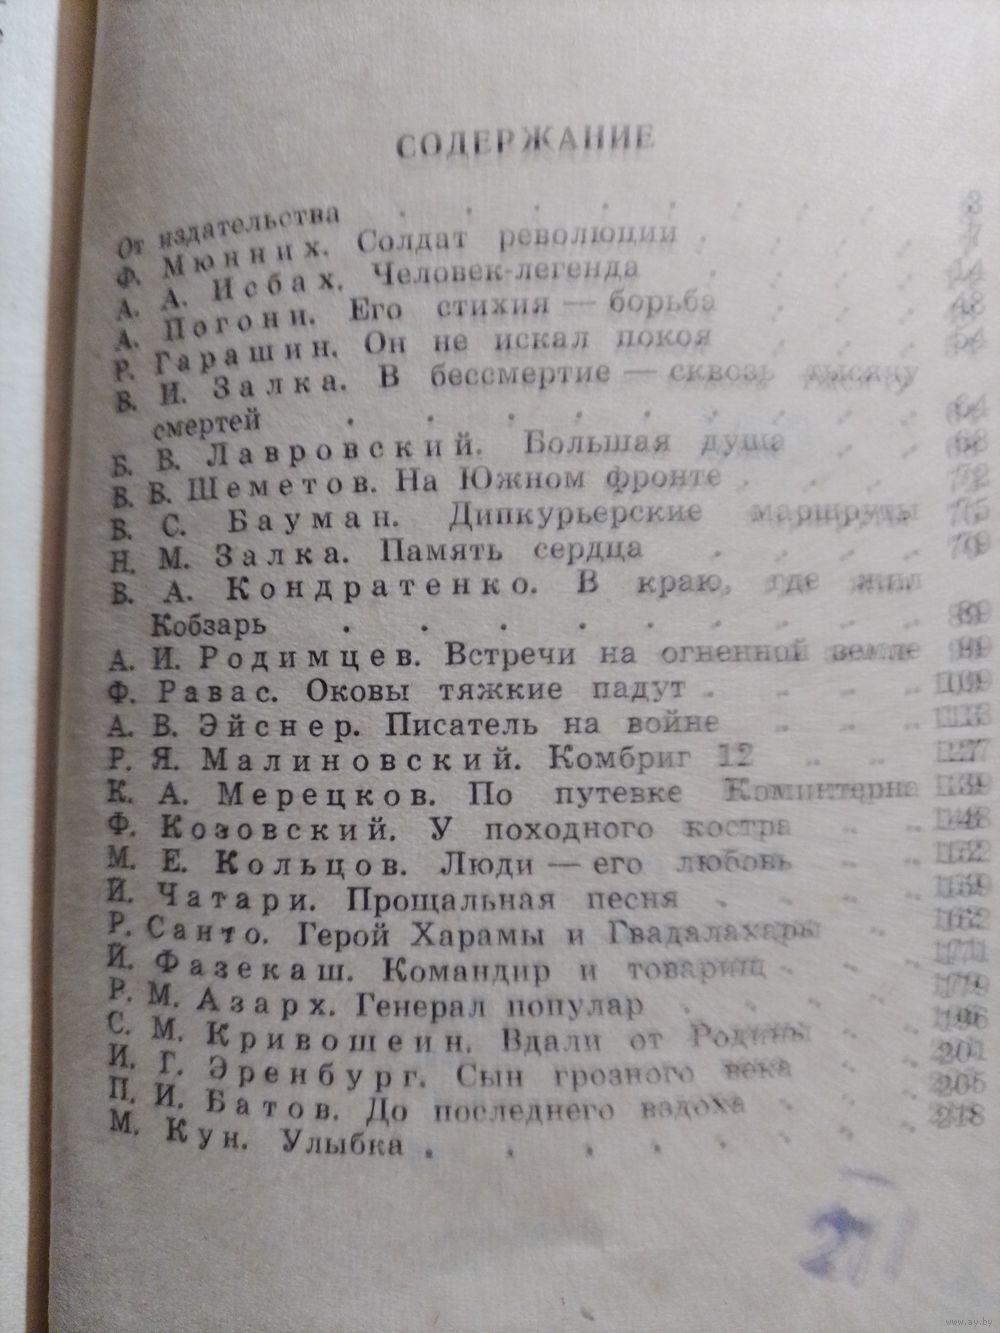 СОДЕРЖАНИЕ
От издательства . . . . . . . . 3
Ф. Мюнних. Солдат революции . . . . 7
А. А. Исбах. Человек-легенда . . . . 14
А. Погони. Его стихия — борьба . . . 48
Р. Гарашин. Он не искал покоя . . . 54
В. И. Залка. В бессмертие — сквозь тысячу
смертей . . . . . . . . 64
Б. В. Лавровский. Большая душа . . 68
В. В. Шеметов. На Южном фронте . . . 72
В. С. Бауман. Дипкурьерские маршруты 75
Н. М. Залка. Память сердца . . . . 79
В. А. Кондратенко. В краю, где жил
Кобзарь . . . . . . . . 89
А. И. Родимцев. Встречи на огненной земле
Ф. Равас. Оковы тяжкие падут . . . .
А. В. Эйснер. Писатель на войне . . .
Р. Я. Малиновский. Комбриг 12 . . 127
К. А. Мерецков. По путевке Коминтерна 139
Ф. Козовский. У походного костра . . 148
М. Е. Кольцов. Люди — его любовь . . 152
Й. Чатари. Прощальная песня . . . . 159
Р. Санто. Герой Харамы и Гвадалахары . 162
Й. Фазекаш. Командир и товарищ . . . 171
Р. М. Азарх. Генерал популар . . . . 179
С. М. Кривошеин. Вдали от Родины . . 196
И. Г. Эренбург. Сын грозного века . . 201
П. И. Батов. До последнего вздоха . . 205
М. Кун. Улыбка . . . . . . . 218
www.ay.by